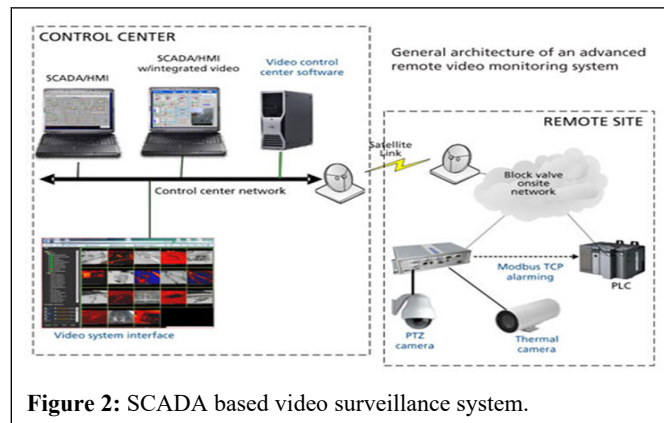 CONTROL CENTER
SCADA/HMI
SCADA/HMI
w/integrated video
Video control
center software
General architecture of an advanced
remote video monitoring system
REMOTE SITE
Satellite
Link
Block valve
onsite
network
Control center network
Modbus TCP
alarming
PLC
PTZ
camera
Thermal
camera
Video system interface
Figure 2: SCADA based video surveillance system.